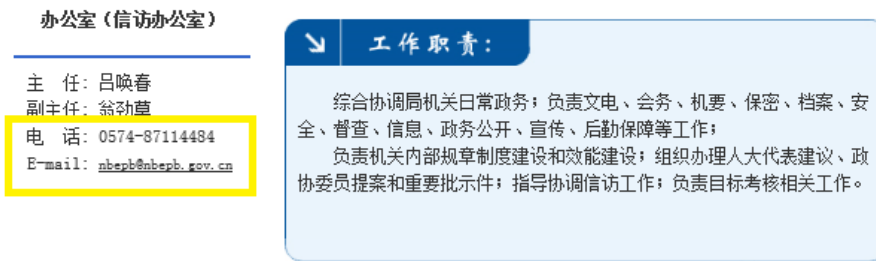 办公室（信访办公室）
主 任：吕唤春
副主任：翁劲草
电 话：0574-87114484
E-mail：nbepb@nbepb.gov.cn
工作职责：
综合协调局机关日常政务；负责文电、会务、机要、保密、档案、安
全、督查、信息、政务公开、宣传、后勤保障等工作；
负责机关内部规章制度建设和效能建设；组织办理人大代表建议、政
协委员提案和重要批示件；指导协调信访工作；负责目标考核相关工作。